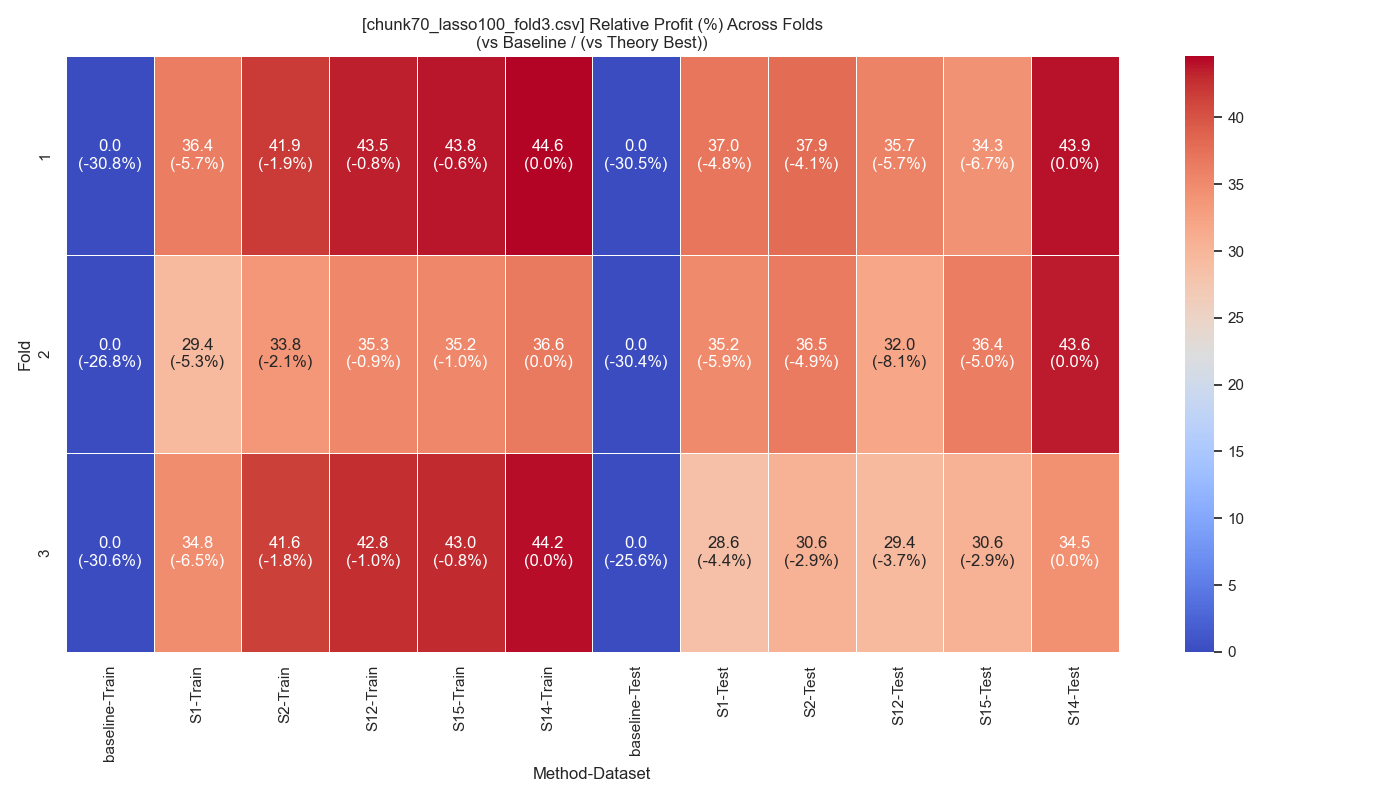 [chunk70_lasso100_fold3.csv] Relative Profit (%) Across Folds
(vs Baseline / (vs Theory Best))
0.0 36.4 41.9 43.5 43.8 44.6 0.0 37.0 37.9 35.7 34.3 43.9
(-30.8%) (-5.7%) (-1.9%) (-0.8%) (-0.6%) (0.0%) (-30.5%) (-4.8%) (-4.1%) (-5.7%) (-6.7%) (0.0%)
1
0.0 29.4 33.8 35.3 35.2 36.6 0.0 35.2 36.5 32.0 36.4 43.6
(-26.8%) (-5.3%) (-2.1%) (-0.9%) (-1.0%) (0.0%) (-30.4%) (-5.9%) (-4.9%) (-8.1%) (-5.0%) (0.0%)
2
Fold
0.0 34.8 41.6 42.8 43.0 44.2 0.0 28.6 30.6 29.4 30.6 34.5
(-30.6%) (-6.5%) (-1.8%) (-1.0%) (-0.8%) (0.0%) (-25.6%) (-4.4%) (-2.9%) (-3.7%) (-2.9%) (0.0%)
3
baseline-Train
S1-Train
S2-Train
S12-Train
S15-Train
S14-Train
baseline-Test
S1-Test
S2-Test
S12-Test
S15-Test
S14-Test
Method-Dataset
40
35
30
25
20
15
10
5
0